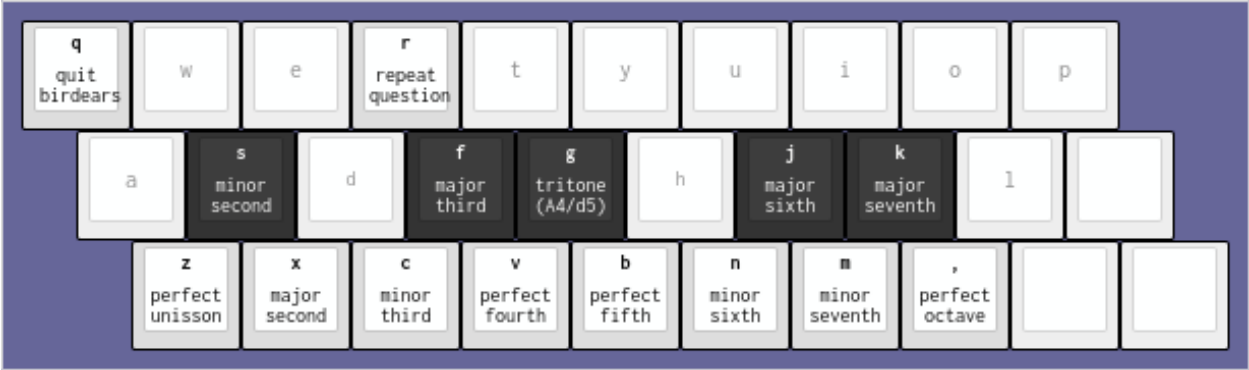 q w e r t y u i o p
quit repeat
birdears question
a s d f g h j k l
minor major tritone major major
second third (A4/d5) sixth seventh
z x c v b n m ,
perfect major minor perfect perfect minor minor perfect
unisson second third fourth fifth sixth seventh octave